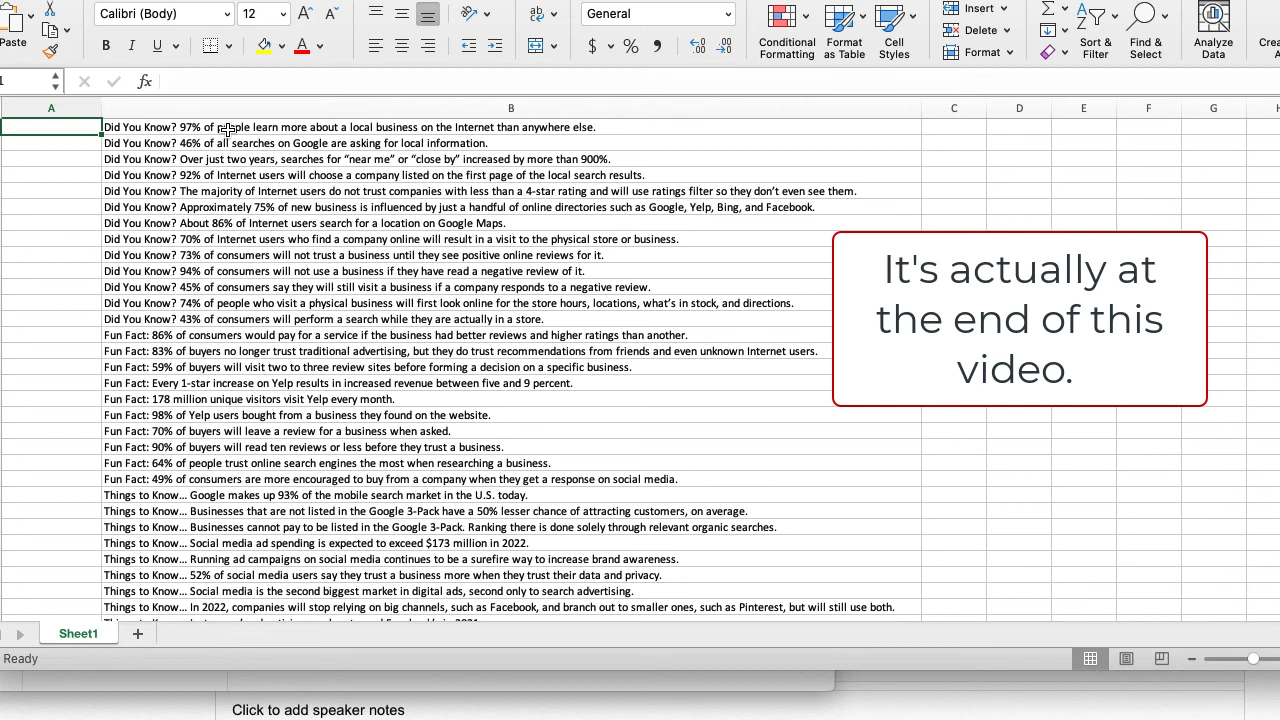 Paste
Calibri (Body)
12
A
A
B I U
A
ab
General
$ % ,
Conditional
Formatting
Format
as Table
Cell
Styles
Insert
Delete
Format
Sort &
Filter
Find &
Select
Analyze
Data
fx
A B C D E F G
Did You Know? 97% of people learn more about a local business on the Internet than anywhere else.
Did You Know? 46% of all searches on Google are asking for local information.
Did You Know? Over just two years, searches for “near me” or “close by” increased by more than 900%.
Did You Know? 92% of Internet users will choose a company listed on the first page of the local search results.
Did You Know? The majority of Internet users do not trust companies with less than a 4-star rating and will use ratings filter so they don’t even see them.
Did You Know? Approximately 75% of new business is influenced by just a handful of online directories such as Google, Yelp, Bing, and Facebook.
Did You Know? About 86% of Internet users search for a location on Google Maps.
Did You Know? 70% of Internet users who find a company online will result in a visit to the physical store or business.
Did You Know? 73% of consumers will not trust a business until they see positive online reviews for it.
Did You Know? 94% of consumers will not use a business if they have read a negative review of it.
Did You Know? 45% of consumers say they will still visit a business if a company responds to a negative review.
Did You Know? 74% of people who visit a physical business will first look online for the store hours, locations, what’s in stock, and directions.
Did You Know? 43% of consumers will perform a search while they are actually in a store.
Fun Fact: 86% of consumers would pay for a service if the business had better reviews and higher ratings than another.
Fun Fact: 83% of buyers no longer trust traditional advertising, but they do trust recommendations from friends and even unknown Internet users.
Fun Fact: 59% of buyers will visit two to three review sites before forming a decision on a specific business.
Fun Fact: Every 1-star increase on Yelp results in increased revenue between five and 9 percent.
Fun Fact: 178 million unique visitors visit Yelp every month.
Fun Fact: 98% of Yelp users bought from a business they found on the website.
Fun Fact: 70% of buyers will leave a review for a business when asked.
Fun Fact: 90% of buyers will read ten reviews or less before they trust a business.
Fun Fact: 64% of people trust online search engines the most when researching a business.
Fun Fact: 49% of consumers are more encouraged to buy from a company when they get a response on social media.
Things to Know… Google makes up 93% of the mobile search market in the U.S. today.
Things to Know… Businesses that are not listed in the Google 3-Pack have a 50% lesser chance of attracting customers, on average.
Things to Know… Businesses cannot pay to be listed in the Google 3-Pack. Ranking there is done solely through relevant organic searches.
Things to Know… Social media ad spending is expected to exceed $173 million in 2022.
Things to Know… Running ad campaigns on social media continues to be a surefire way to increase brand awareness.
Things to Know… 52% of social media users say they trust a business more when they trust their data and privacy.
Things to Know… Social media is the second biggest market in digital ads, second only to search advertising.
Things to Know… In 2022, companies will stop relying on big channels, such as Facebook, and branch out to smaller ones, such as Pinterest, but will still use both.
It's actually at
the end of this
video.
Sheet1
Ready
Click to add speaker notes